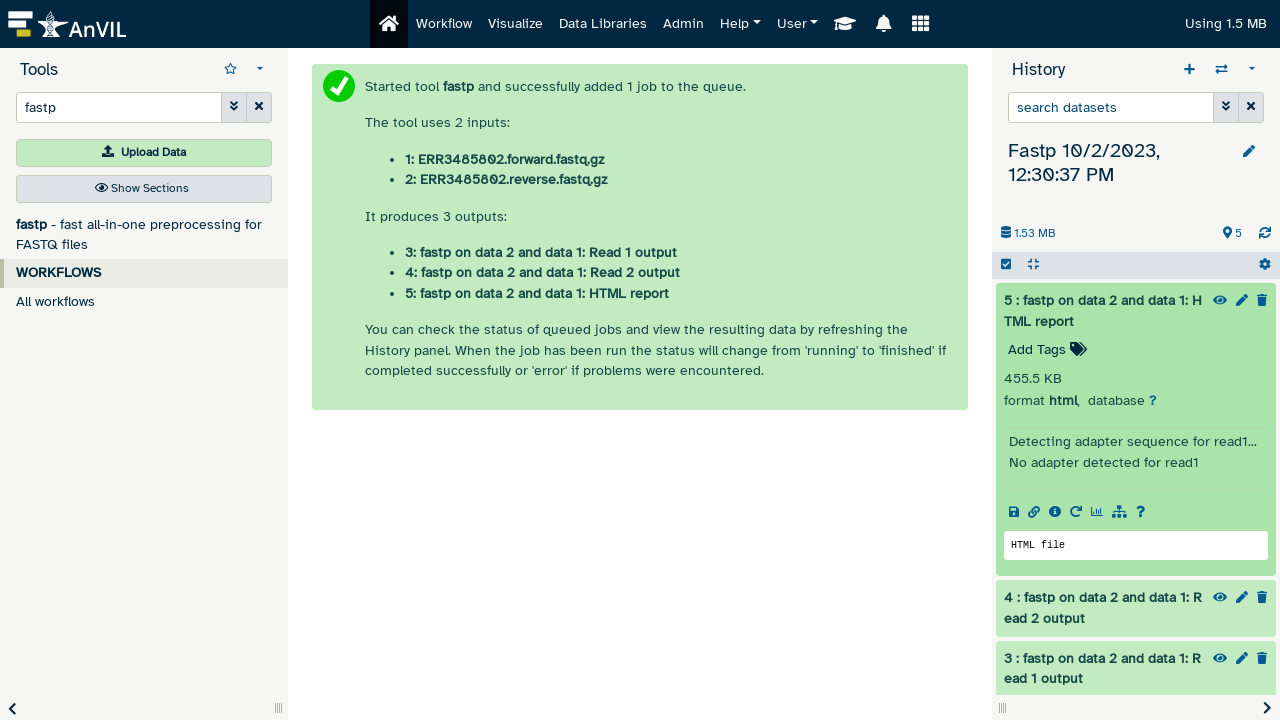 AnVIL
Workflow
Visualize
Data Libraries
Admin
Help
User
Using 1.5 MB
Tools
fastp
Upload Data
Show Sections
fastp - fast all-in-one preprocessing for
FASTQ files
WORKFLOWS
All workflows
Started tool fastp and successfully added 1 job to the queue.
The tool uses 2 inputs:
• 1: ERR3485802.forward.fastq.gz
• 2: ERR3485802.reverse.fastq.gz
It produces 3 outputs:
• 3: fastp on data 2 and data 1: Read 1 output
• 4: fastp on data 2 and data 1: Read 2 output
• 5: fastp on data 2 and data 1: HTML report
You can check the status of queued jobs and view the resulting data by refreshing the
History panel. When the job has been run the status will change from 'running' to 'finished' if
completed successfully or 'error' if problems were encountered.
History
search datasets
Fastp 10/2/2023,
12:30:37 PM
1.53 MB
5
5 : fastp on data 2 and data 1: H
TML report
Add Tags
455.5 KB
format html, database ?
Detecting adapter sequence for read1...
No adapter detected for read1
HTML file
4 : fastp on data 2 and data 1: R
ead 2 output
3 : fastp on data 2 and data 1: R
ead 1 output